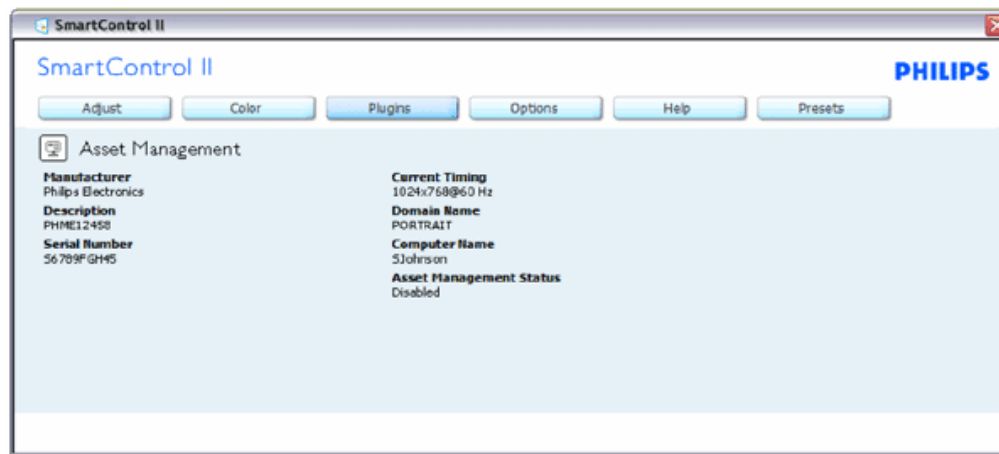 SmartControl II
SmartControl II
PHILIPS
Adjust Color Plugins Options Help Presets
Asset Management
Manufacturer
Philips Electronics
Description
PHME12458
Serial Number
S6789FGH45
Current Timing
1024x768@60 Hz
Domain Name
PORTRAIT
Computer Name
SJohnson
Asset Management Status
Disabled